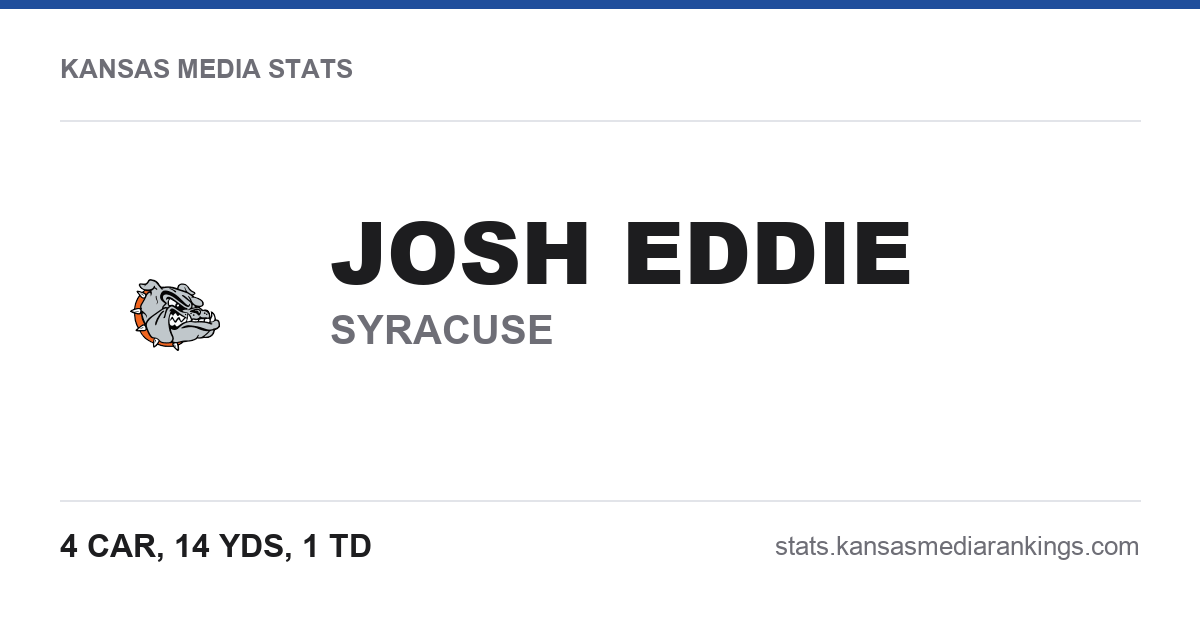 KANSAS MEDIA STATS
JOSH EDDIE
SYRACUSE
4 CAR, 14 YDS, 1 TD
stats.kansasmediarankings.com